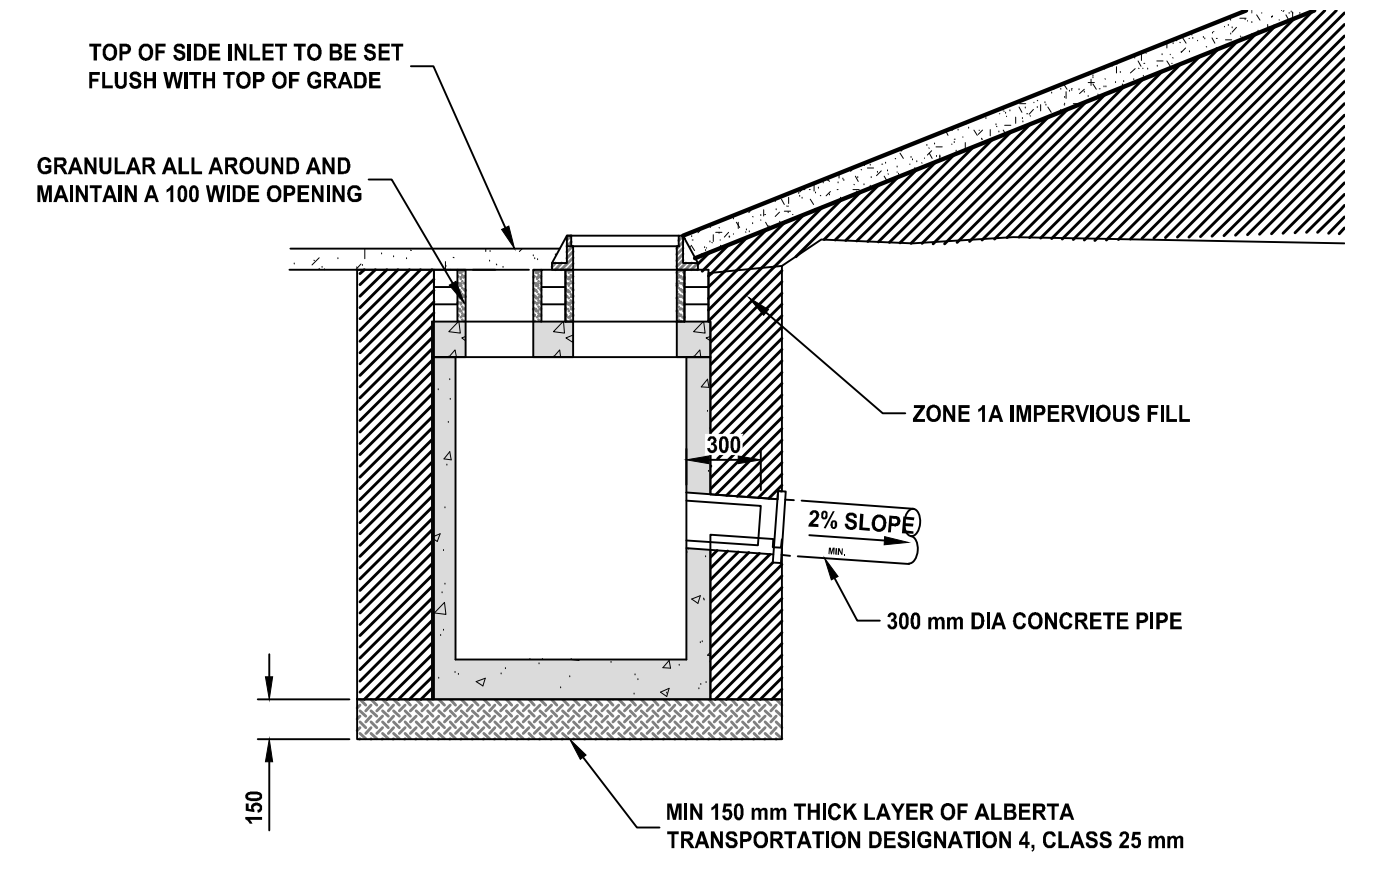 TOP OF SIDE INLET TO BE SET
FLUSH WITH TOP OF GRADE
GRANULAR ALL AROUND AND
MAINTAIN A 100 WIDE OPENING
ZONE 1A IMPERVIOUS FILL
300
2% SLOPE
MIN.
300 mm DIA CONCRETE PIPE
150
MIN 150 mm THICK LAYER OF ALBERTA
TRANSPORTATION DESIGNATION 4, CLASS 25 mm